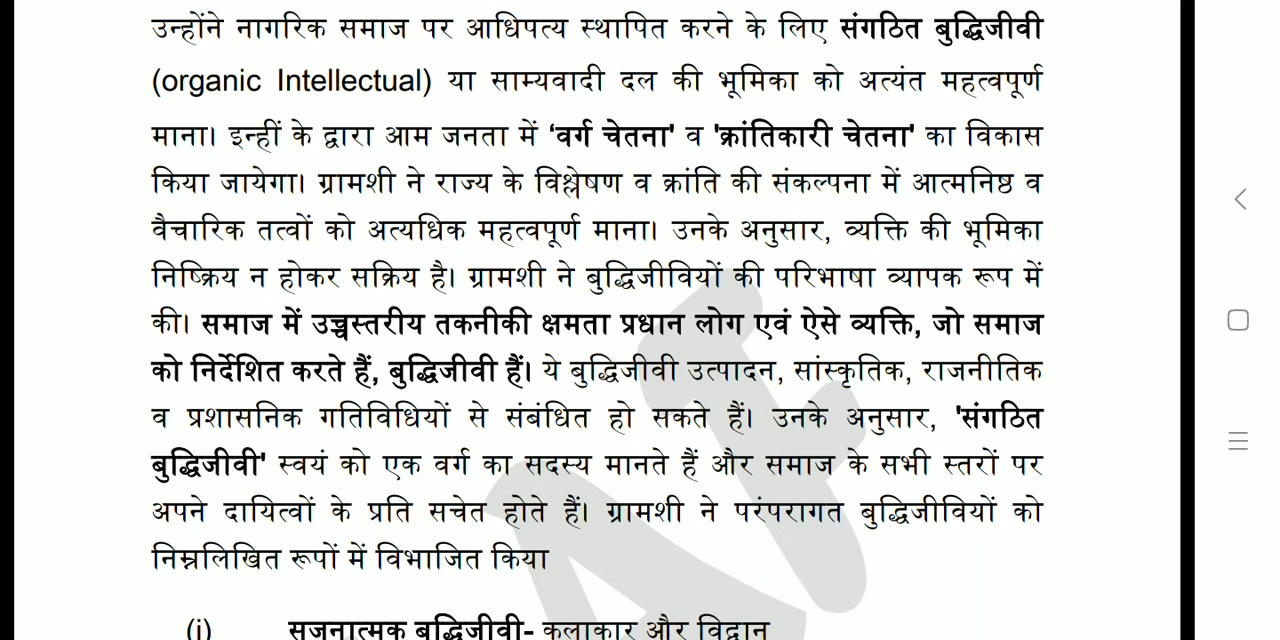 उन्होंने नागरिक समाज पर आधिपत्य स्थापित करने के लिए संगठित बुद्धिजीवी
(organic Intellectual) या साम्यवादी दल की भूमिका को अत्यंत महत्वपूर्ण
माना। इन्हीं के द्वारा आम जनता में ‘वर्ग चेतना' व 'क्रांतिकारी चेतना' का विकास
किया जायेगा। ग्रामशी ने राज्य के विश्लेषण व क्रांति की संकल्पना में आत्मनिष्ठ व
वैचारिक तत्वों को अत्यधिक महत्वपूर्ण माना। उनके अनुसार, व्यक्ति की भूमिका
निष्क्रिय न होकर सक्रिय है। ग्रामशी ने बुद्धिजीवियों की परिभाषा व्यापक रूप में
की। समाज में उच्चस्तरीय तकनीकी क्षमता प्रधान लोग एवं ऐसे व्यक्ति, जो समाज
को निर्देशित करते हैं, बुद्धिजीवी हैं। ये बुद्धिजीवी उत्पादन, सांस्कृतिक, राजनीतिक
व प्रशासनिक गतिविधियों से संबंधित हो सकते हैं। उनके अनुसार, 'संगठित
बुद्धिजीवी' स्वयं को एक वर्ग का सदस्य मानते हैं और समाज के सभी स्तरों पर
अपने दायित्वों के प्रति सचेत होते हैं। ग्रामशी ने परंपरागत बुद्धिजीवियों को
निम्नलिखित रूपों में विभाजित किया
(i) सृजनात्मक बुद्धिजीवी- कलाकार और विद्वान